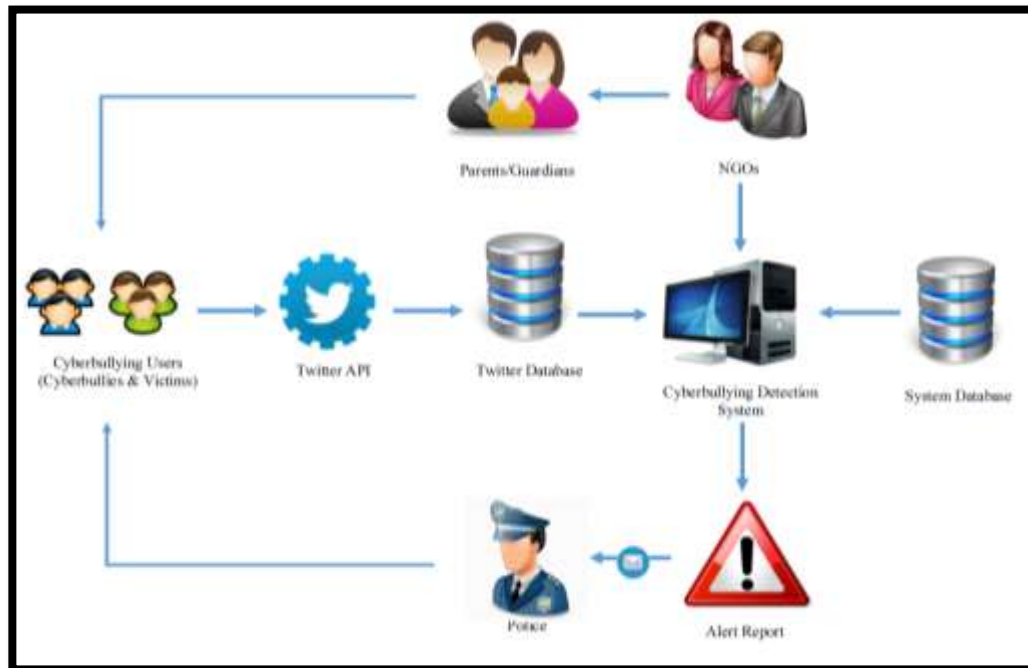 Parents/Guardians
NGOs
Cyberbullying Users
(Cyberbullies & Victims)
Twitter API
Twitter Database
Cyberbullying Detection
System
System Database
Police
Alert Report